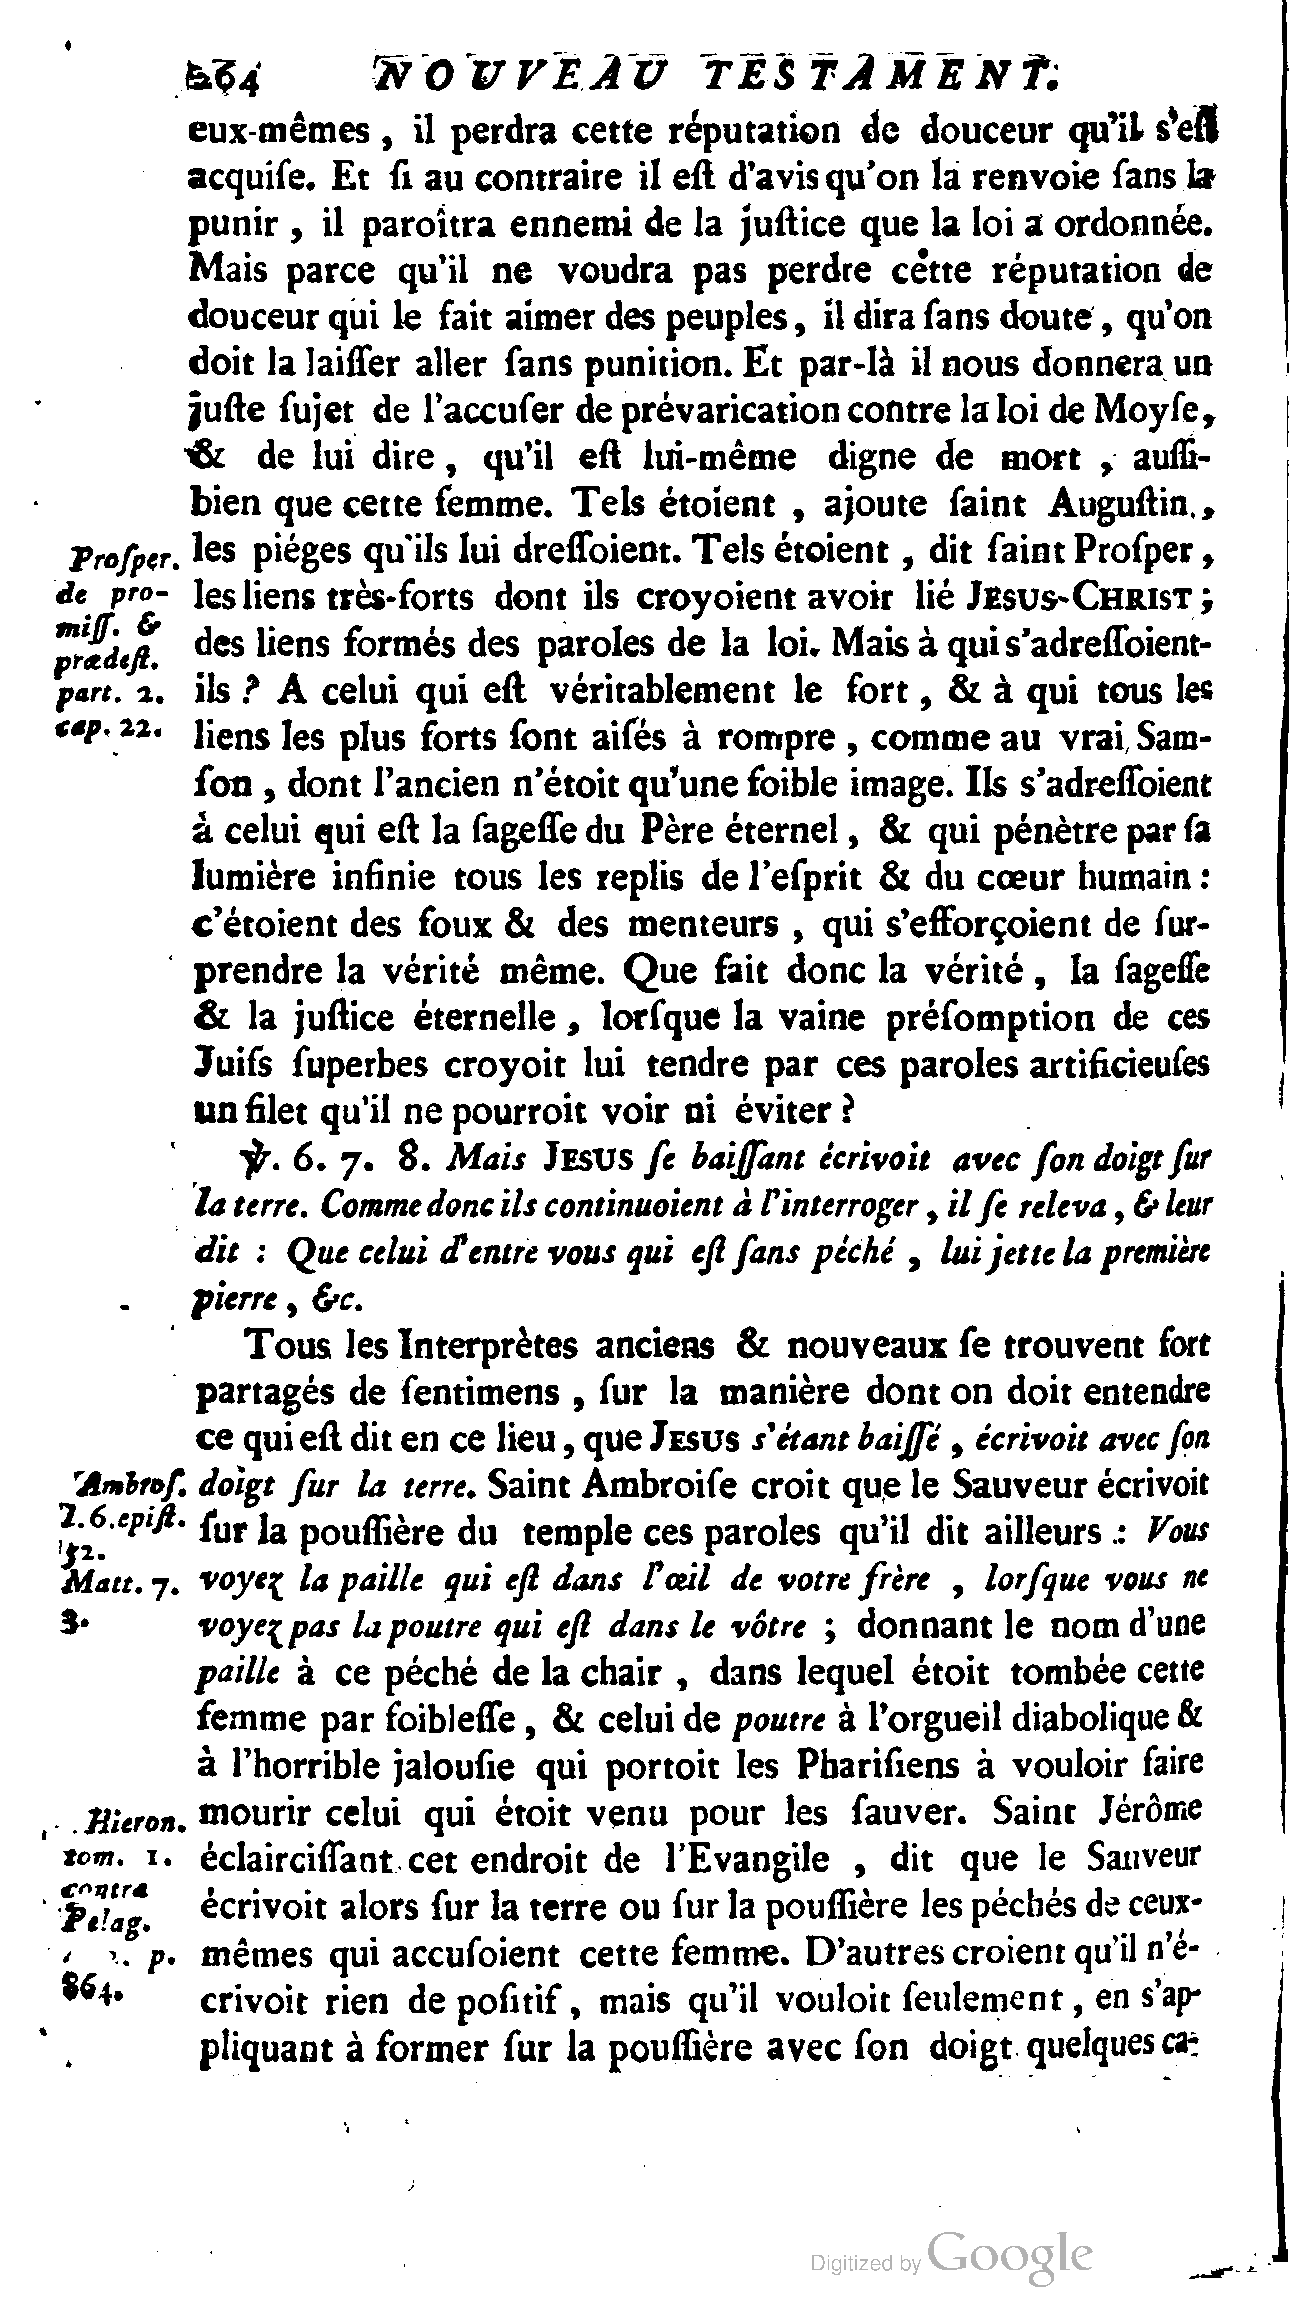 NOUVEAU TESTAMENT.
eux-mêmes, il perdra cette réputation de douceur qu'il s'eſt
acquiſe. Et ſi au contraire il eſt d'avis qu'on la renvoie ſans la
punir, il paroîtra ennemi de la juſtice que la loi a ordonnée.
Mais parce qu'il ne voudra pas perdre cette réputation de
douceur qui le fait aimer des peuples, il dira ſans doute, qu'on
doit la laiſſer aller ſans punition. Et par-là il nous donnera un
juſte ſujet de l'accuſer de prévarication contre la loi de Moyſe,
& de lui dire, qu'il eſt lui-même digne de mort, auſſi-
bien que cette femme. Tels étoient, ajoute ſaint Auguſtin,
les piéges qu'ils lui dreſſoient. Tels étoient, dit ſaint Proſper,
les liens très-forts dont ils croyoient avoir lié JESUS-CHRIST;
des liens formés des paroles de la loi. Mais à qui s'adreſſoient-
ils? A celui qui eſt véritablement le fort, & à qui tous les
liens les plus forts ſont aiſés à rompre, comme au vrai Sam-
ſon, dont l'ancien n'étoit qu'une foible image. Ils s'adreſſoient
à celui qui eſt la ſageſſe du Père éternel, & qui pénètre par ſa
lumière infinie tous les replis de l'eſprit & du cœur humain:
c'étoient des foux & des menteurs, qui s'efforçoient de ſur-
prendre la vérité même. Que fait donc la vérité, la ſageſſe
& la juſtice éternelle, lorſque la vaine préſomption de ces
Juifs ſuperbes croyoit lui tendre par ces paroles artificieuſes
un filet qu'il ne pourroit voir ni éviter?
℣. 6. 7. 8. Mais JESUS ſe baiſſant écrivoit avec ſon doigt ſur
la terre. Comme donc ils continuoient à l'interroger, il ſe releva, & leur
dit : Que celui d'entre vous qui eſt ſans péché, lui jette la première
pierre, &c.
Tous les Interprètes anciens & nouveaux ſe trouvent fort
partagés de ſentimens, ſur la manière dont on doit entendre
ce qui eſt dit en ce lieu, que JESUS s'étant baiſſé, écrivoit avec ſon
doigt ſur la terre. Saint Ambroiſe croit que le Sauveur écrivoit
ſur la pouſſière du temple ces paroles qu'il dit ailleurs : Vous
voyez la paille qui eſt dans l'œil de votre frère, lorſque vous ne
voyez pas la poutre qui eſt dans le vôtre; donnant le nom d'une
paille à ce péché de la chair, dans lequel étoit tombée cette
femme par foibleſſe, & celui de poutre à l'orgueil diabolique &
à l'horrible jalouſie qui portoit les Phariſiens à vouloir faire
mourir celui qui étoit venu pour les ſauver. Saint Jérôme
éclairciſſant cet endroit de l'Evangile, dit que le Sauveur
écrivoit alors ſur la terre ou ſur la pouſſière les péchés de ceux-
mêmes qui accuſoient cette femme. D'autres croient qu'il n'é-
crivoit rien de poſitif, mais qu'il vouloit ſeulement, en s'ap-
pliquant à former ſur la pouſſière avec ſon doigt quelques ca-
Proſper.
de pro-
miſſ. &
prædeſt.
part. 2.
cap. 22.
Ambroſ.
l. 6. epiſt.
52.
Matt. 7.
3.
Hieron.
tom. 1.
contra
Pelag.
p.
864.
Digitized by Google